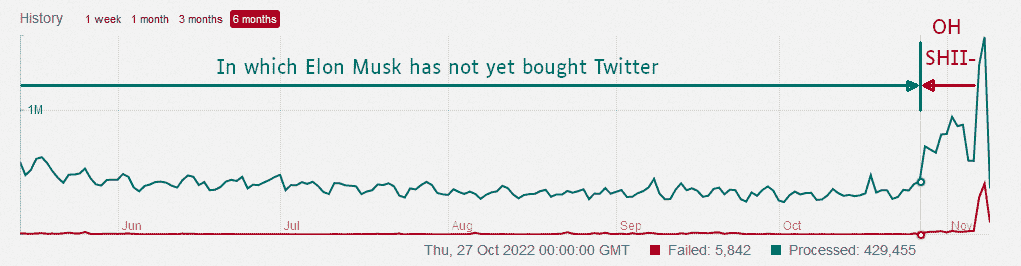 History 1 week 1 month 3 months 6 months
OH
SHII-
In which Elon Musk has not yet bought Twitter
1M
Jun Jul Aug Sep Oct Nov
Thu, 27 Oct 2022 00:00:00 GMT Failed: 5,842 Processed: 429,455